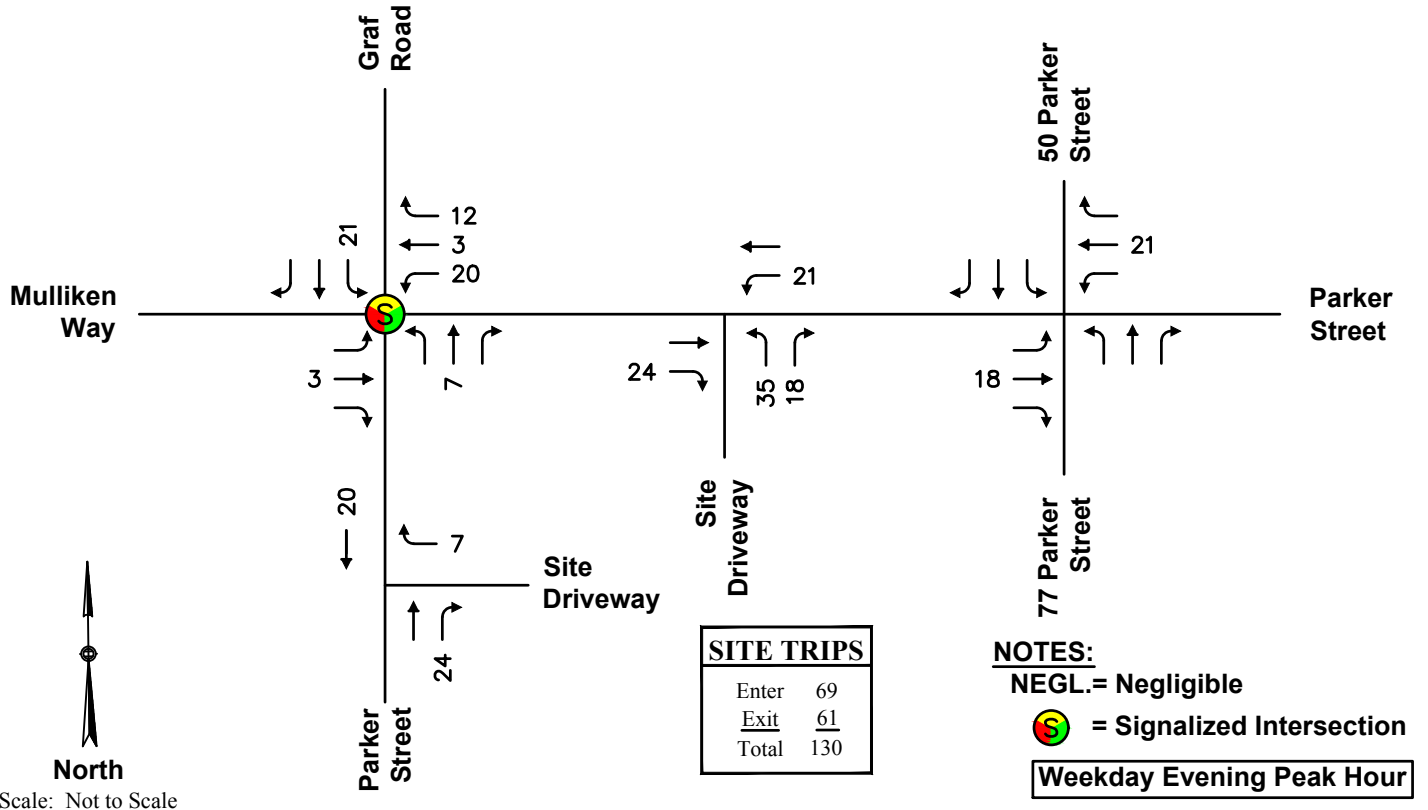 Graf
Road
50 Parker
Street
21
12
3
20
21
21
Mulliken
Way
S
Parker
Street
3
7
24
35
18
18
20
7
Site
Driveway
Site
Driveway
77 Parker
Street
24
Parker
Street
North
Scale: Not to Scale
SITE TRIPS
Enter 69
Exit 61
Total 130
NOTES:
NEGL.= Negligible
S = Signalized Intersection
Weekday Evening Peak Hour